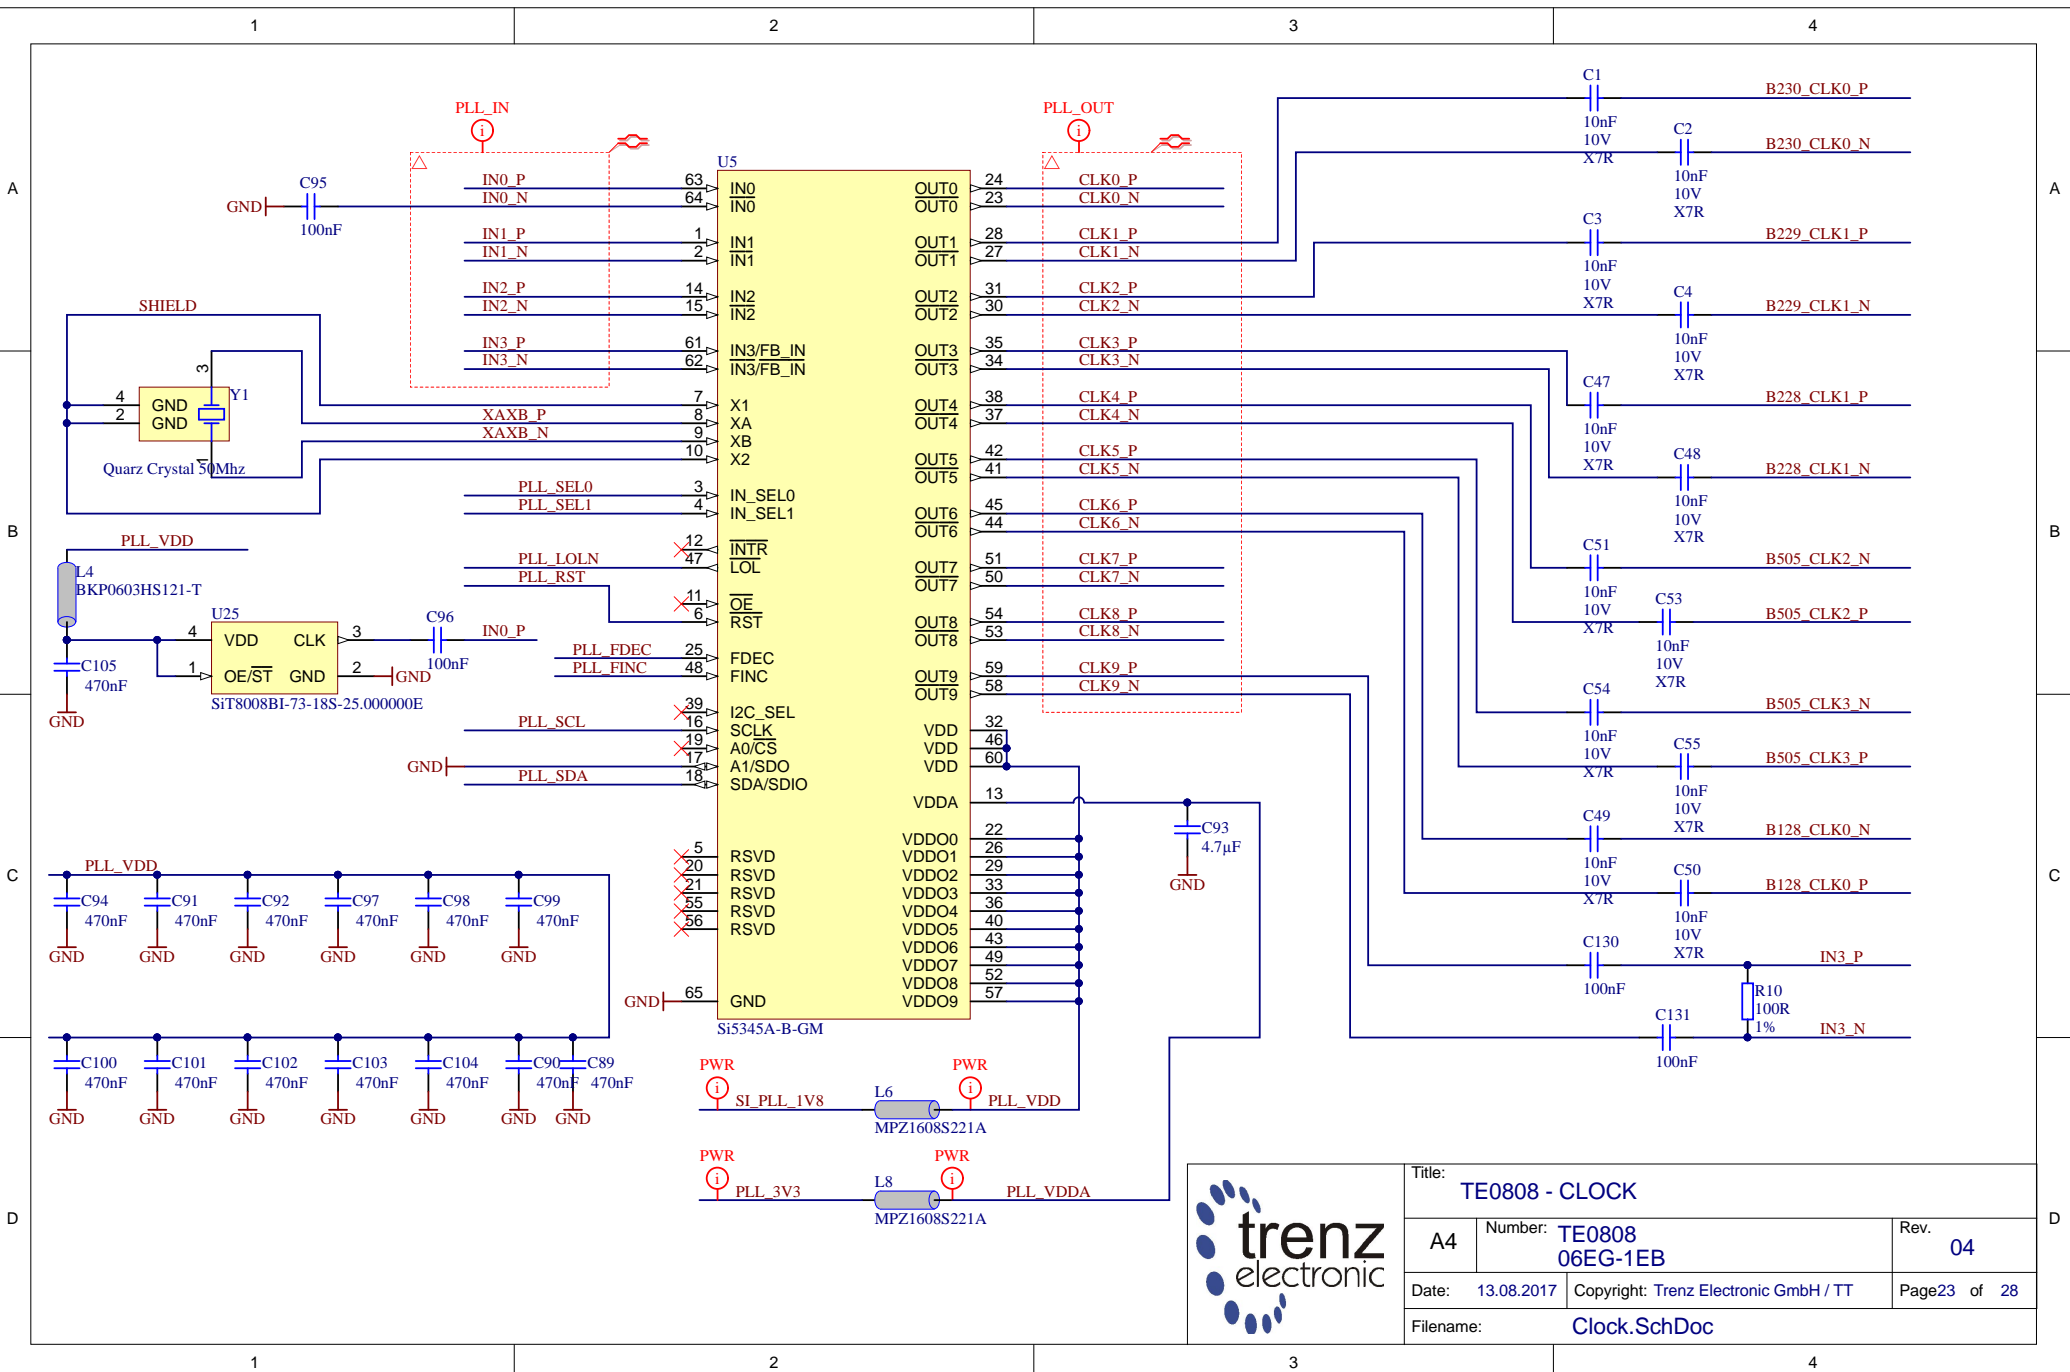 1 2 3 4
A
B
C
D
A
B
C
D
PLL_IN
i
C95
GND
100nF
IN0_P
IN0_N
IN1_P
IN1_N
IN2_P
IN2_N
IN3_P
IN3_N
SHIELD
3
4 GND
2 GND
Y1
1
Quarz Crystal 50Mhz
XAXB_P
XAXB_N
PLL_SEL0
PLL_SEL1
PLL_LOLN
PLL_RST
PLL_FDEC
PLL_FINC
PLL_SCL
GND
PLL_SDA
PLL_VDD
L4
BKP0603HS121-T
U25
4 VDD CLK 3
1 OE/ST GND 2 GND
SiT8008BI-73-18S-25.000000E
C96
100nF
IN0_P
C105
470nF
GND
U5
63 IN0 OUT0 24
64 IN0 OUT0 23
1 IN1 OUT1 28
2 IN1 OUT1 27
14 IN2 OUT2 31
15 IN2 OUT2 30
61 IN3/FB_IN OUT3 35
62 IN3/FB_IN OUT3 34
7 X1 OUT4 38
8 XA OUT4 37
9 XB OUT5 42
10 X2 OUT5 41
3 IN_SEL0 OUT6 45
4 IN_SEL1 OUT6 44
12 INTR OUT7 51
47 LOL OUT7 50
11 OE OUT8 54
6 RST OUT8 53
25 FDEC OUT9 59
48 FINC OUT9 58
39 I2C_SEL VDD 32
16 SCLK VDD 46
19 A0/CS VDD 60
17 A1/SDO VDDA 13
18 SDA/SDIO VDDO0 22
5 RSVD VDDO1 26
20 RSVD VDDO2 29
21 RSVD VDDO3 33
55 RSVD VDDO4 36
56 RSVD VDDO5 40
VDDO6 43
VDDO7 49
VDDO8 52
GND 65 GND VDDO9 57
Si5345A-B-GM
PLL_OUT
i
CLK0_P
CLK0_N
CLK1_P
CLK1_N
CLK2_P
CLK2_N
CLK3_P
CLK3_N
CLK4_P
CLK4_N
CLK5_P
CLK5_N
CLK6_P
CLK6_N
CLK7_P
CLK7_N
CLK8_P
CLK8_N
CLK9_P
CLK9_N
C93
4.7µF
GND
C1 10nF 10V X7R B230_CLK0_P
C2 10nF 10V X7R B230_CLK0_N
C3 10nF 10V X7R B229_CLK1_P
C4 10nF 10V X7R B229_CLK1_N
C47 10nF 10V X7R B228_CLK1_P
C48 10nF 10V X7R B228_CLK1_N
C51 10nF 10V X7R B505_CLK2_N
C53 10nF 10V X7R B505_CLK2_P
C54 10nF 10V X7R B505_CLK3_N
C55 10nF 10V X7R B505_CLK3_P
C49 10nF 10V X7R B128_CLK0_N
C50 10nF 10V X7R B128_CLK0_P
C130 100nF IN3_P
R10
100R
1%
C131 100nF IN3_N
PLL_VDD
C94 C91 C92 C97 C98 C99
470nF 470nF 470nF 470nF 470nF 470nF
GND GND GND GND GND GND
C100 C101 C102 C103 C104 C90 C89
470nF 470nF 470nF 470nF 470nF 470nF 470nF
GND GND GND GND GND GND GND
PWR PWR
i i
SI_PLL_1V8 L6 PLL_VDD
MPZ1608S221A
PWR PWR
i i
PLL_3V3 L8 PLL_VDDA
MPZ1608S221A
trenz
electronic
Title:
TE0808 - CLOCK
A4
Number: TE0808
06EG-1EB
Rev.
04
Date: 13.08.2017 Copyright: Trenz Electronic GmbH / TT Page23 of 28
Filename: Clock.SchDoc
1 2 3 4